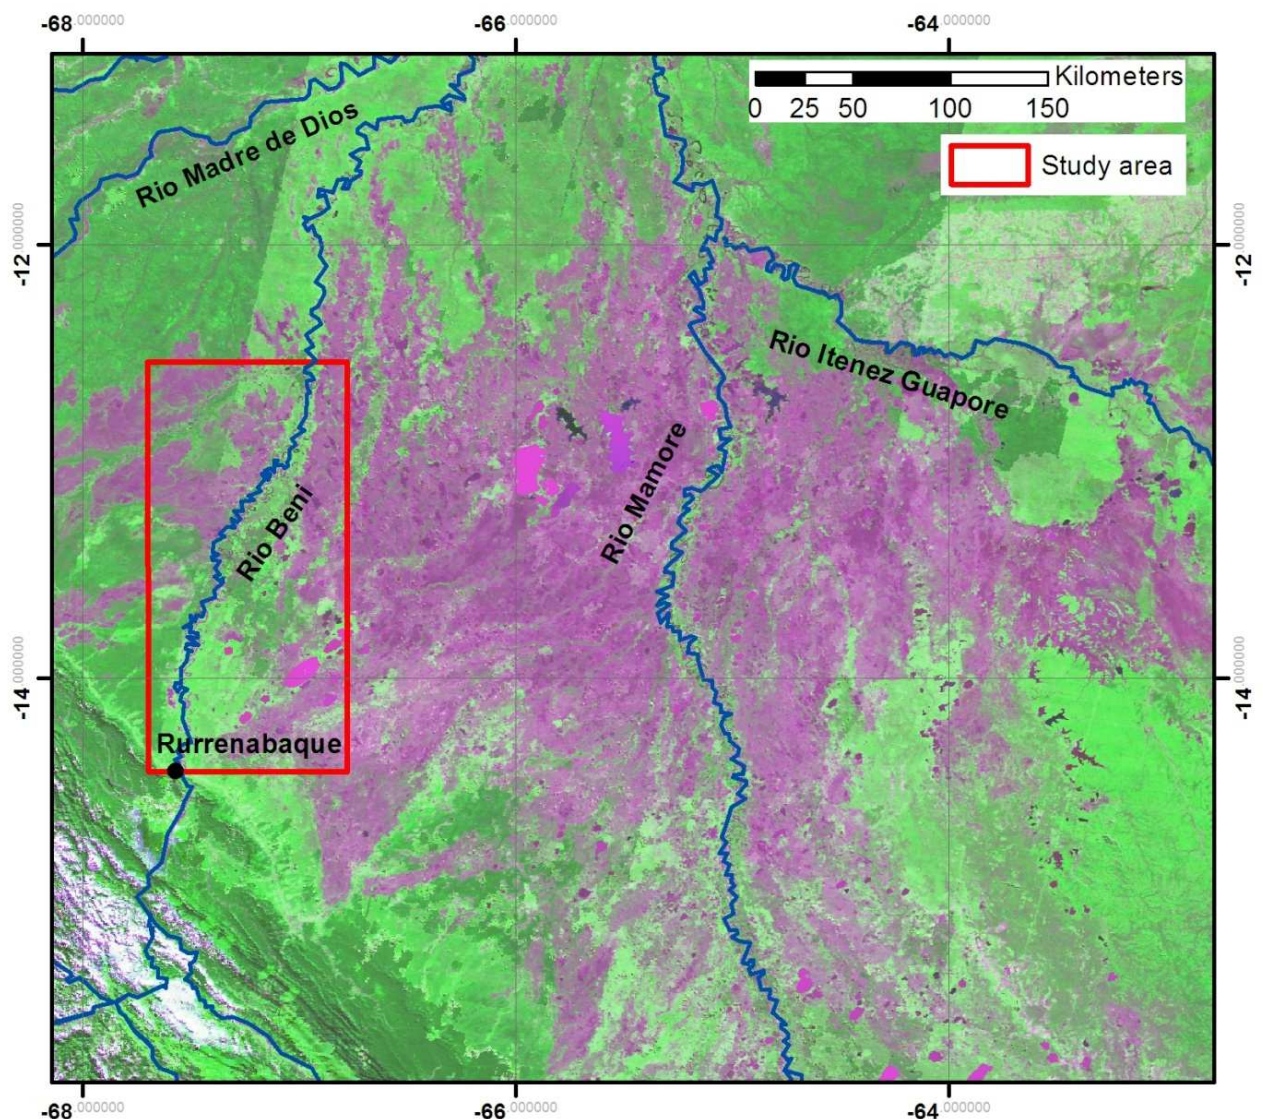 -68.000000 -66.000000 -64.000000
Kilometers
0 25 50 100 150
Study area
Rio Madre de Dios
-12.000000 -12.000000
Rio Itenez Guapore
Rio Mamore
Rio Beni
-14.000000 -14.000000
Rurrenabaque
-68.000000 -66.000000 -64.000000